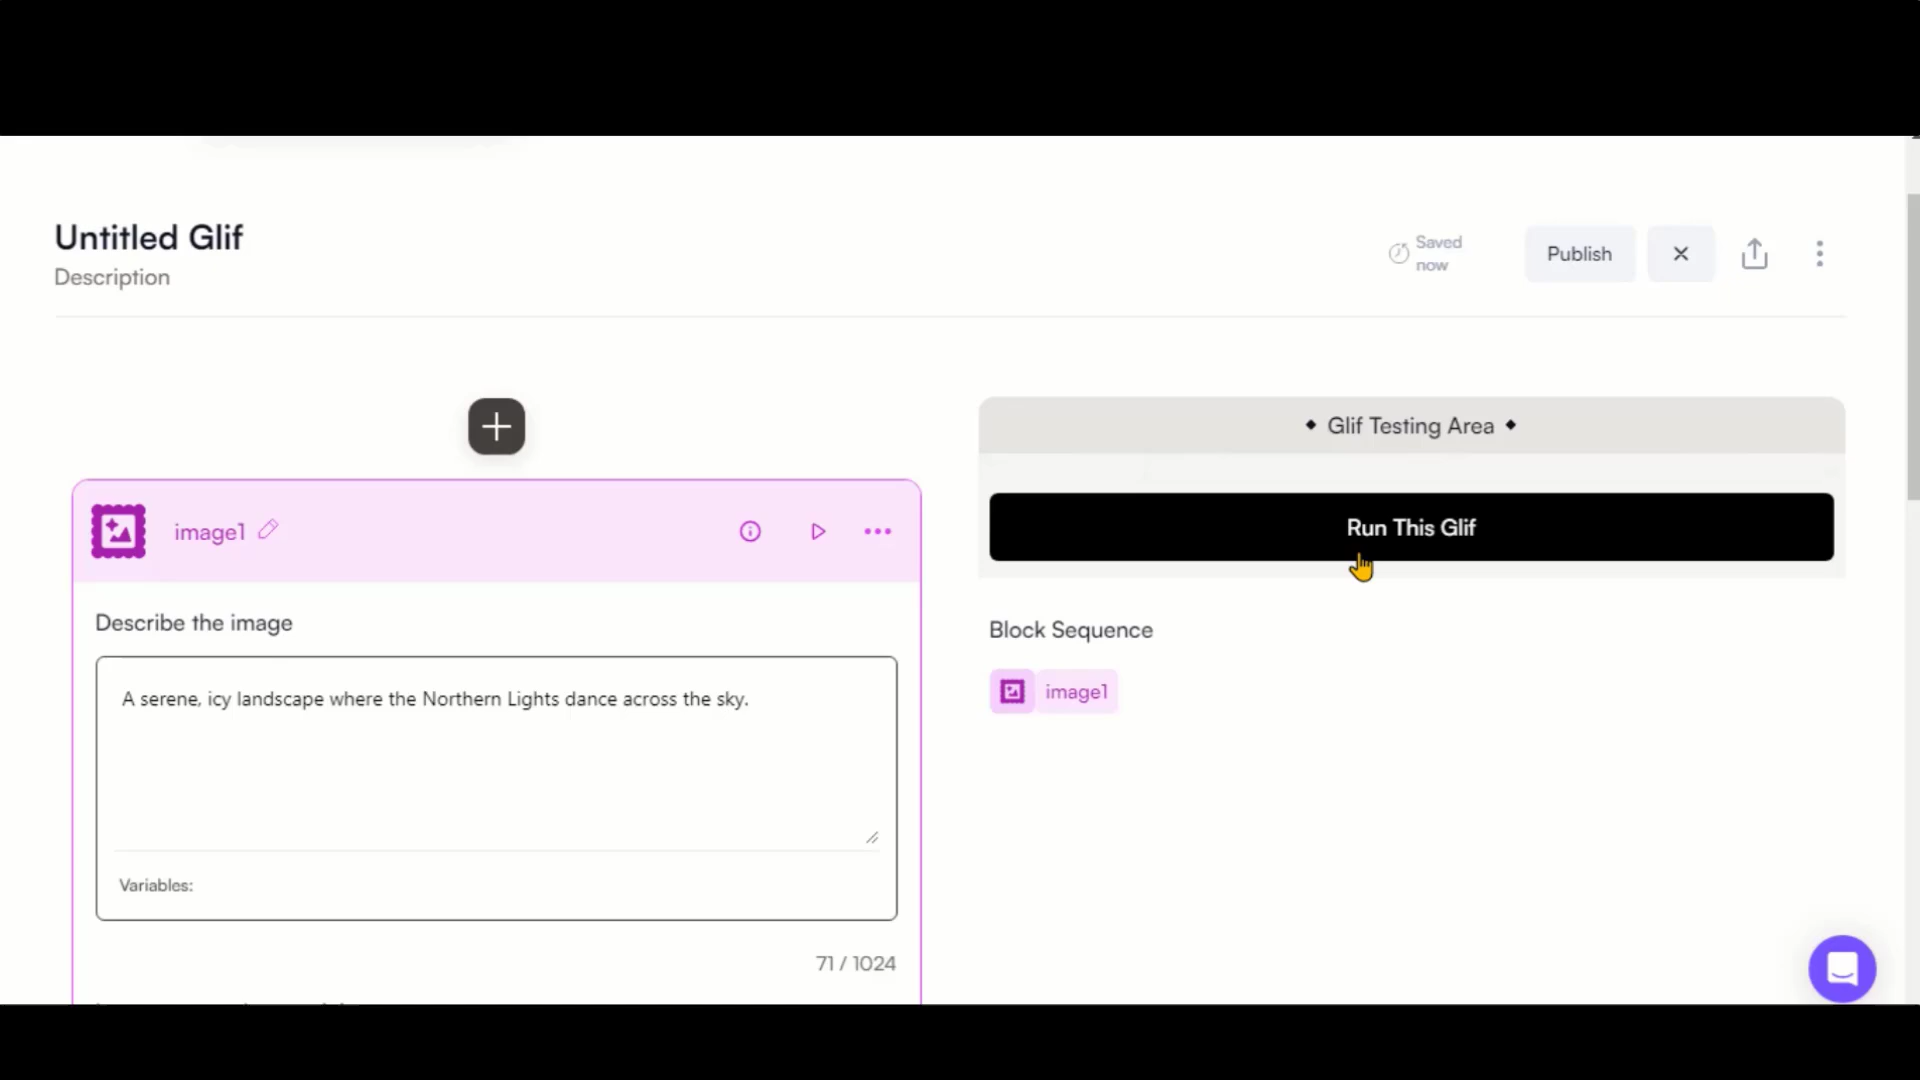 Untitled Glif
Description
Saved
now
Publish
Glif Testing Area
Run This Glif
image1
Describe the image
A serene, icy landscape where the Northern Lights dance across the sky.
Variables:
71 / 1024
Block Sequence
image1